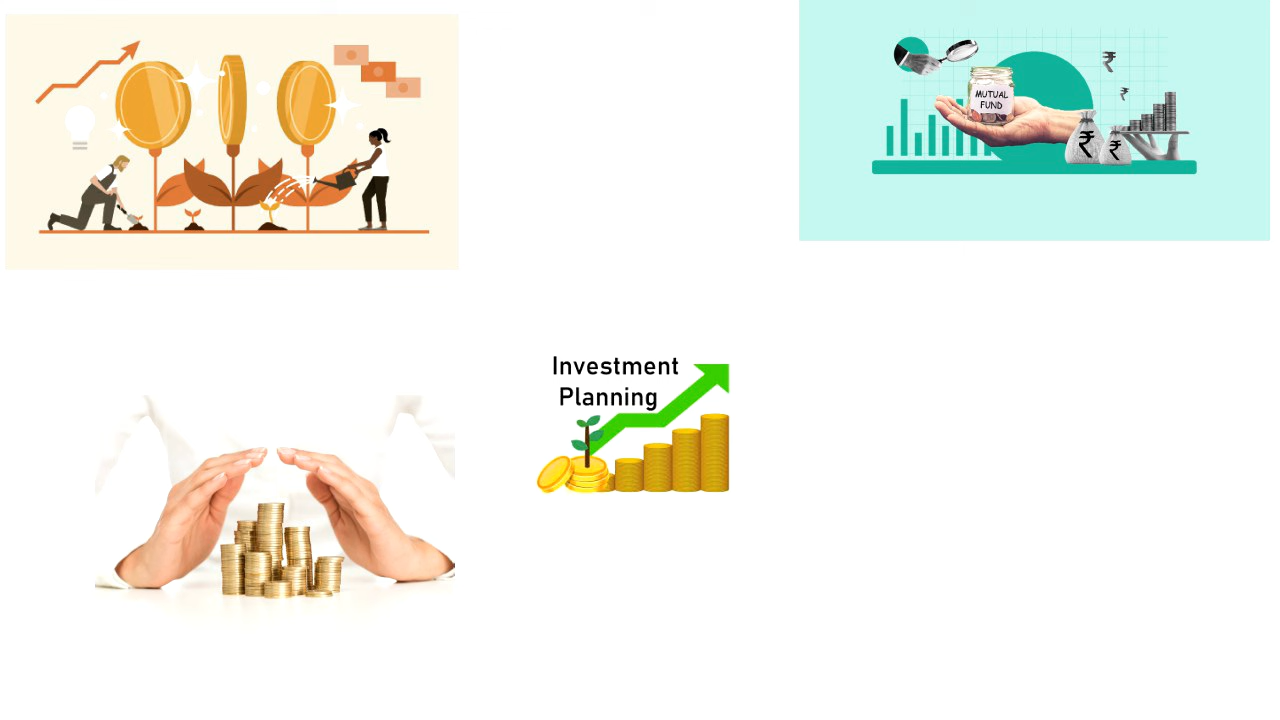 MUTUAL
FUND
₹
₹
₹
₹
Investment
Planning